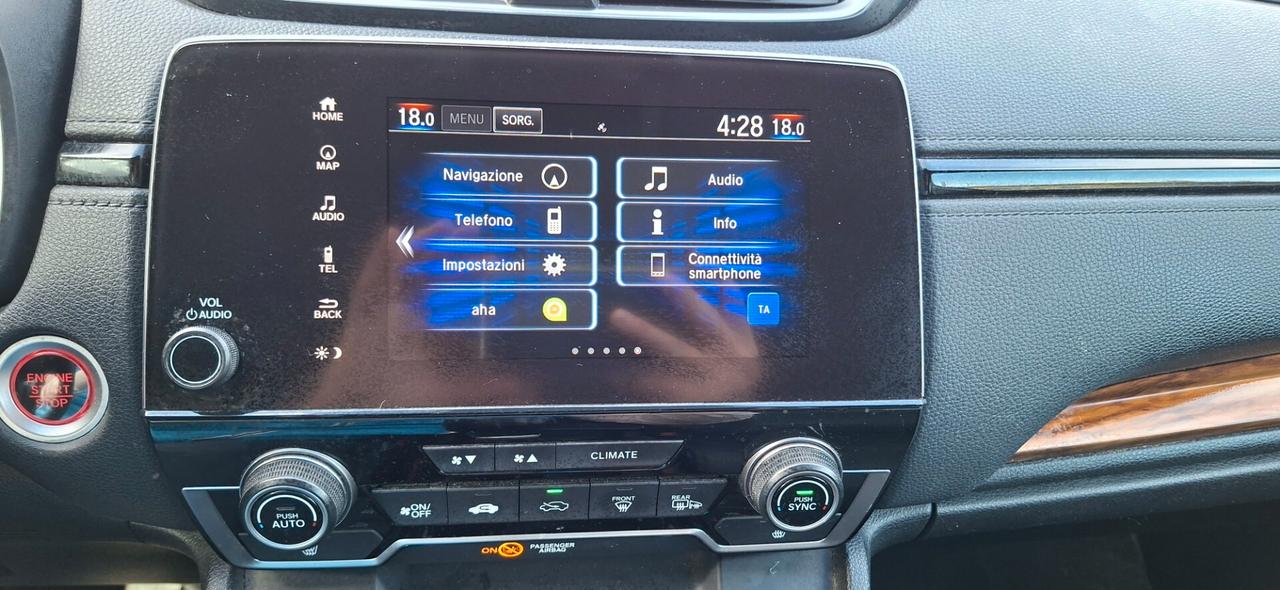 HOME
MAP
AUDIO
TEL
BACK
VOL
AUDIO
18.0 MENU SORG. 4:28 18.0
Navigazione
Audio
Telefono
Info
Impostazioni
Connettività
smartphone
aha
TA
ENGINE
START
STOP
CLIMATE
PUSH
AUTO
ON/
OFF
FRONT
REAR
PUSH
SYNC
ON
OFF
PASSENGER
AIRBAG